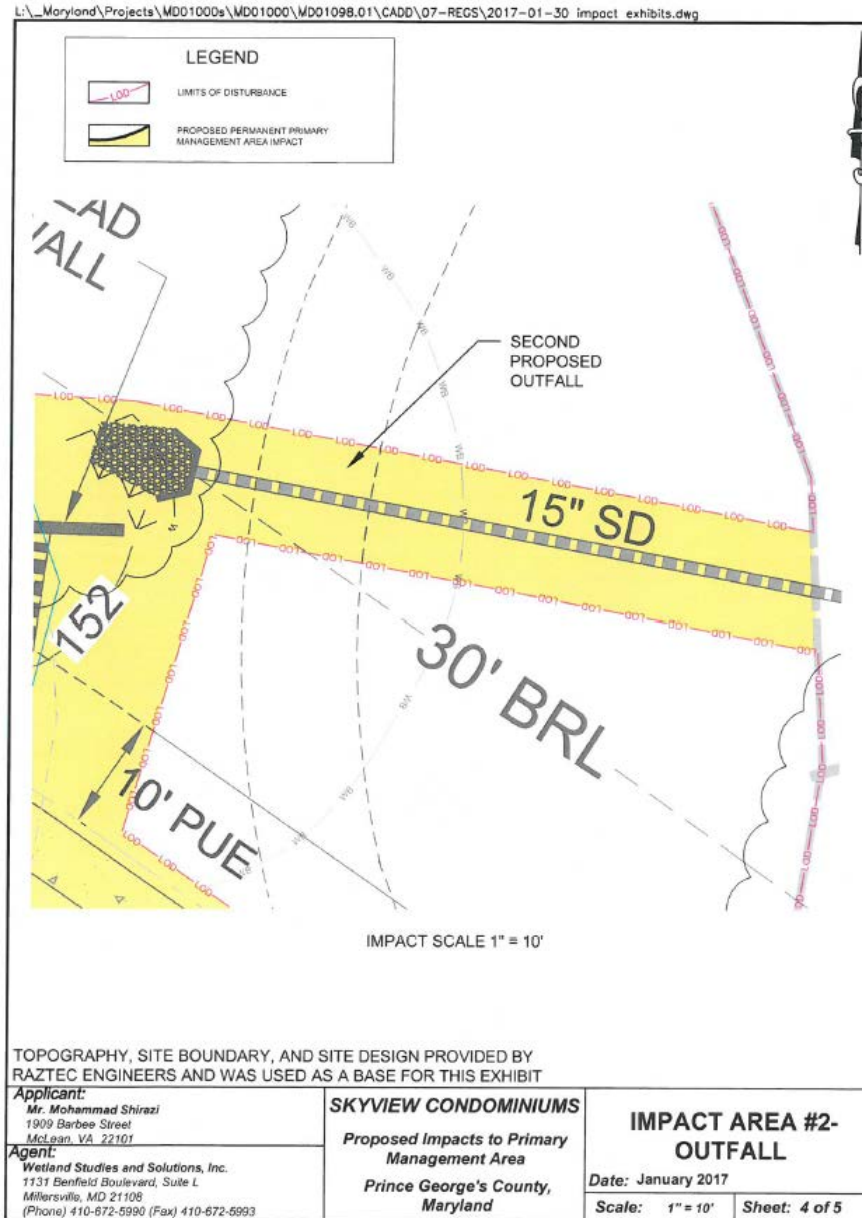 L:\_Maryland\Projects\MD01000s\MD01000\MD01098.01\CADD\07-REGS\2017-01-30 impact exhibits.dwg
LEGEND
LOD
LIMITS OF DISTURBANCE
PROPOSED PERMANENT PRIMARY
MANAGEMENT AREA IMPACT
WALL
SECOND
PROPOSED
OUTFALL
15" SD
152
30' BRL
10' PUE
LOD
WB
IMPACT SCALE 1" = 10'
TOPOGRAPHY, SITE BOUNDARY, AND SITE DESIGN PROVIDED BY
RAZTEC ENGINEERS AND WAS USED AS A BASE FOR THIS EXHIBIT
Applicant:
Mr. Mohammad Shirazi
1909 Barbee Street
McLean, VA 22101
Agent:
Wetland Studies and Solutions, Inc.
1131 Benfield Boulevard, Suite L
Millersville, MD 21108
(Phone) 410-672-5990 (Fax) 410-672-5993
SKYVIEW CONDOMINIUMS
Proposed Impacts to Primary
Management Area
Prince George's County,
Maryland
IMPACT AREA #2-
OUTFALL
Date: January 2017
Scale: 1" = 10'
Sheet: 4 of 5